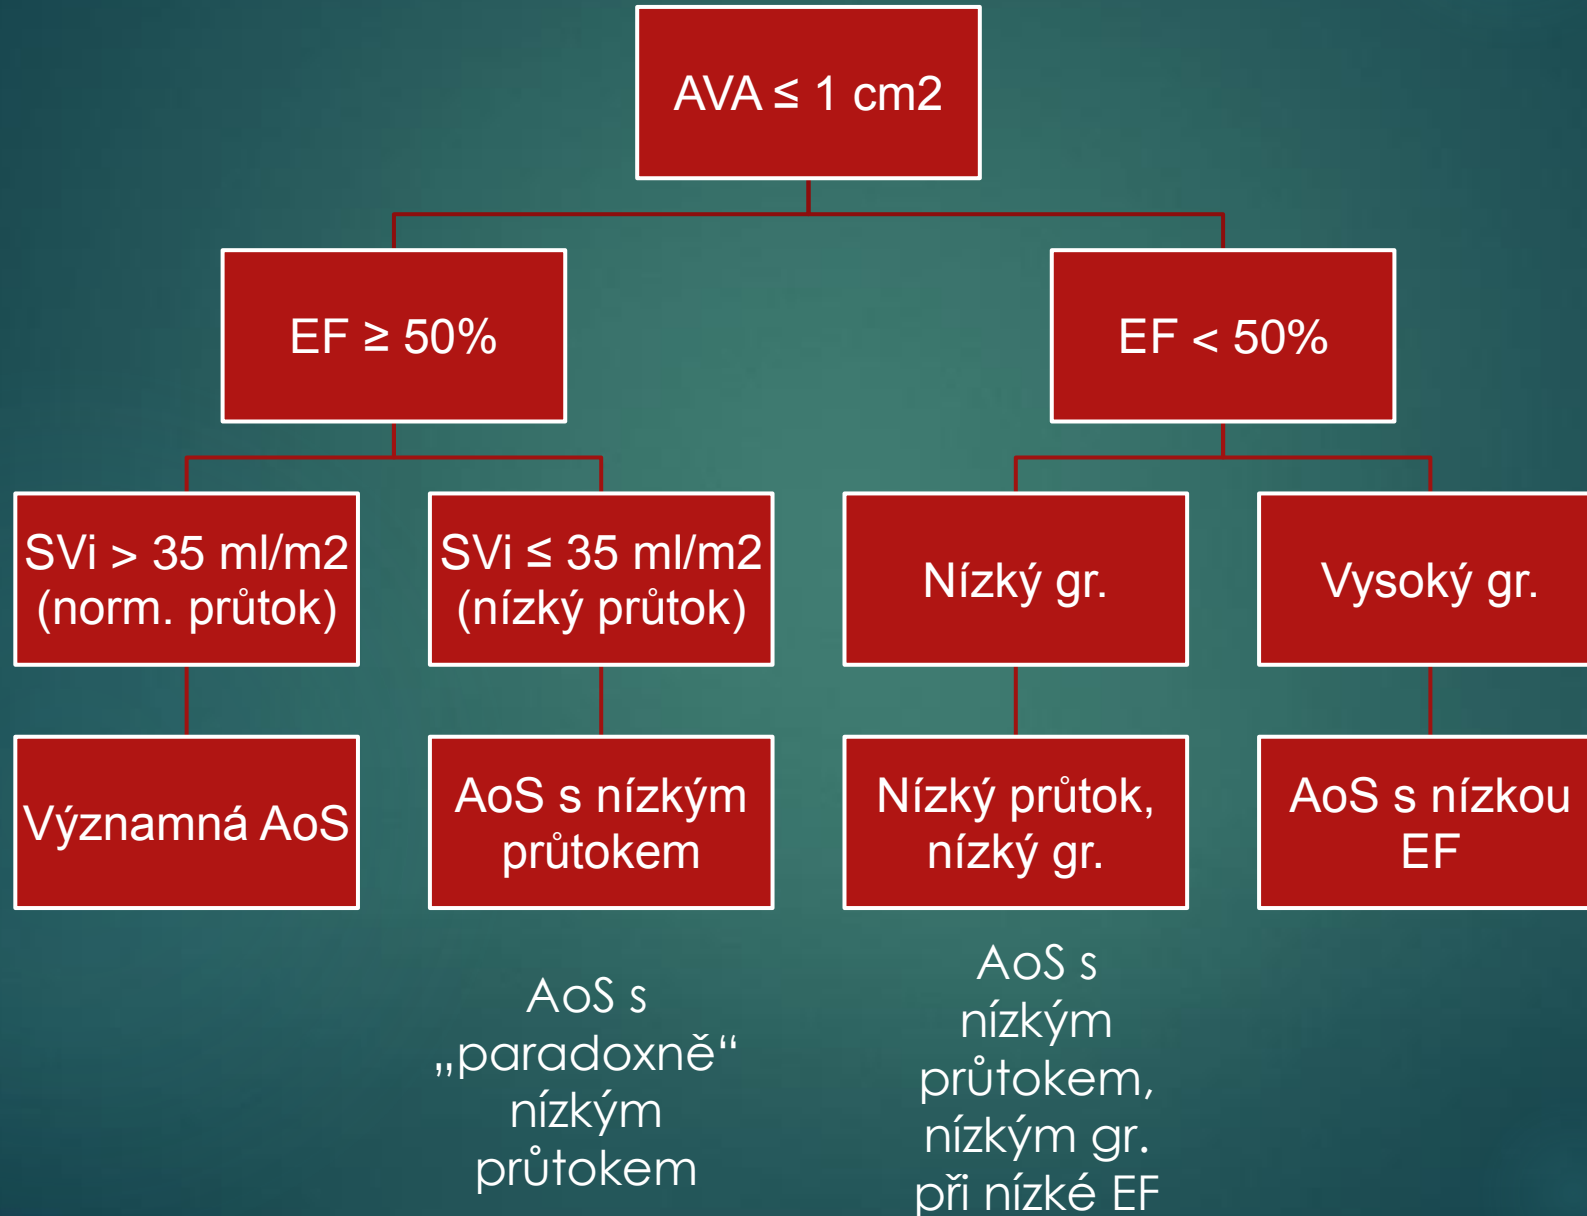 AVA ≤ 1 cm2
EF ≥ 50%
EF < 50%
SVi > 35 ml/m2
(norm. průtok)
SVi ≤ 35 ml/m2
(nízký průtok)
Nízký gr.
Vysoký gr.
Významná AoS
AoS s nízkým
průtokem
Nízký průtok,
nízký gr.
AoS s nízkou
EF
AoS s
„paradoxně“
nízkým
průtokem
AoS s
nízkým
průtokem,
nízkým gr.
při nízké EF